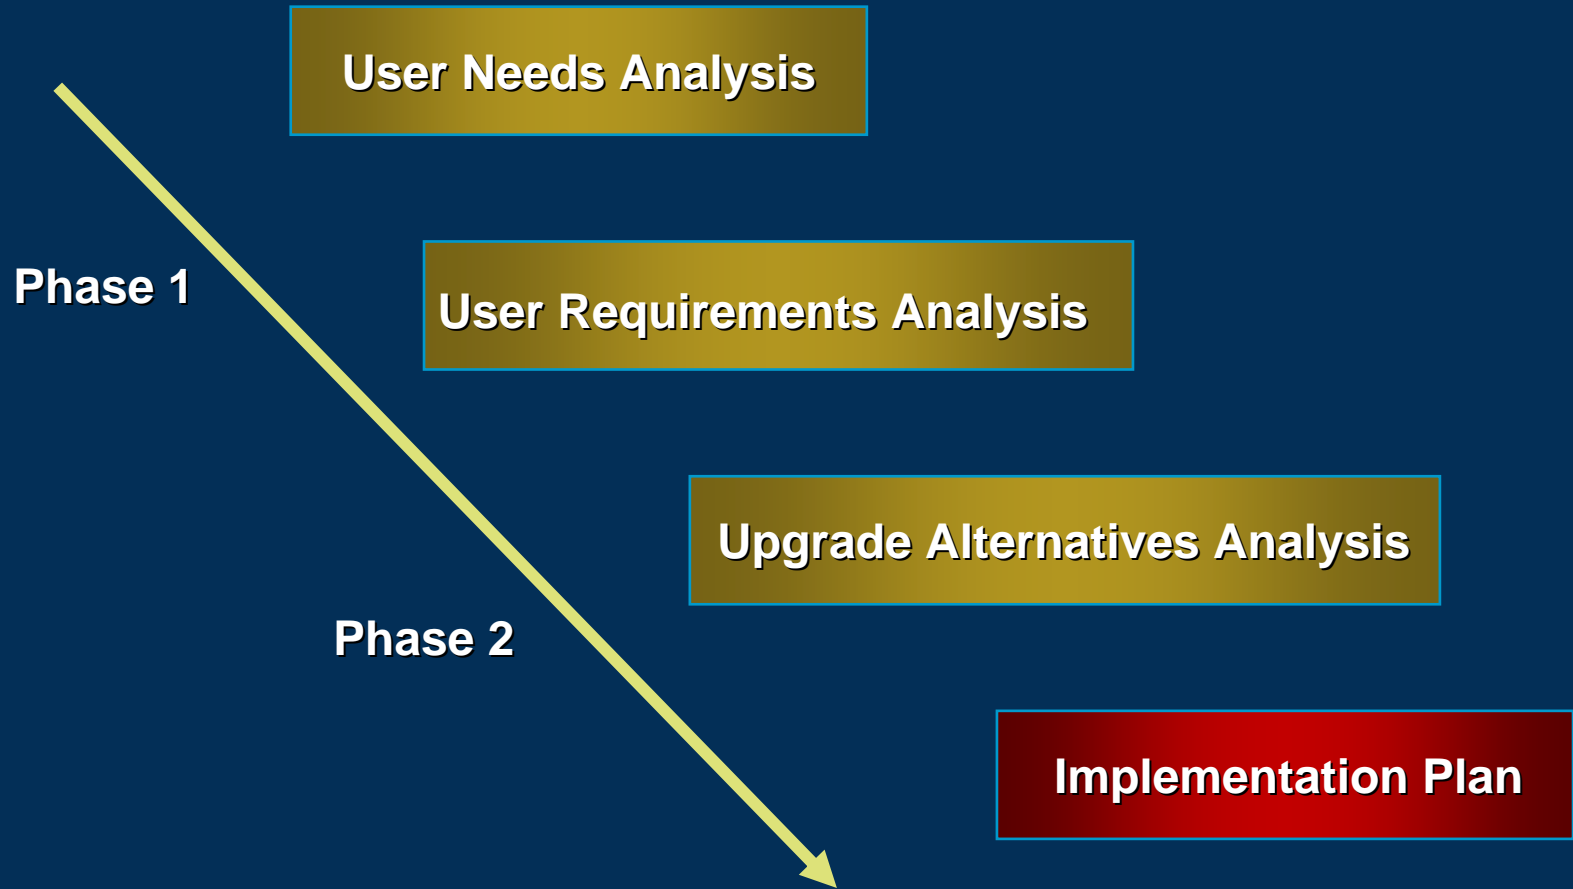 User Needs Analysis
Phase 1
User Requirements Analysis
Upgrade Alternatives Analysis
Phase 2
Implementation Plan